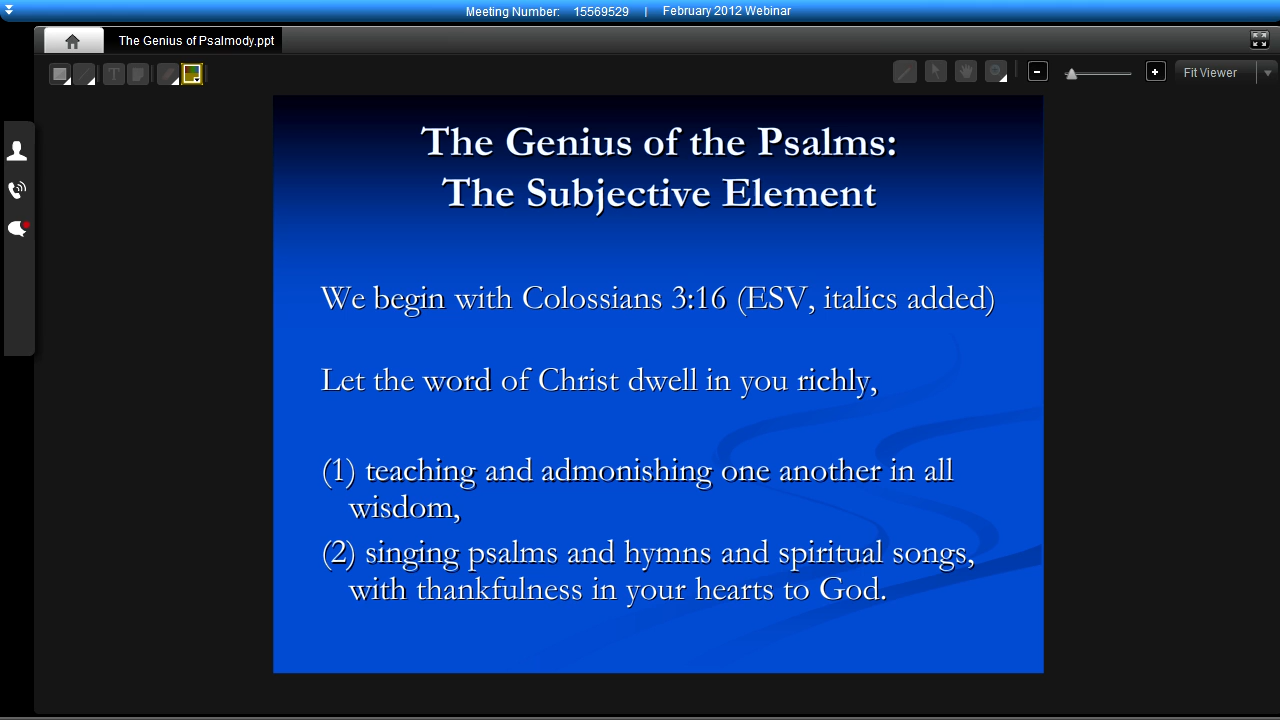 Meeting Number: 15569529 | February 2012 Webinar
The Genius of Psalmody.ppt
T
Fit Viewer
The Genius of the Psalms:
The Subjective Element
We begin with Colossians 3:16 (ESV, italics added)
Let the word of Christ dwell in you richly,
(1) teaching and admonishing one another in all
wisdom,
(2) singing psalms and hymns and spiritual songs,
with thankfulness in your hearts to God.